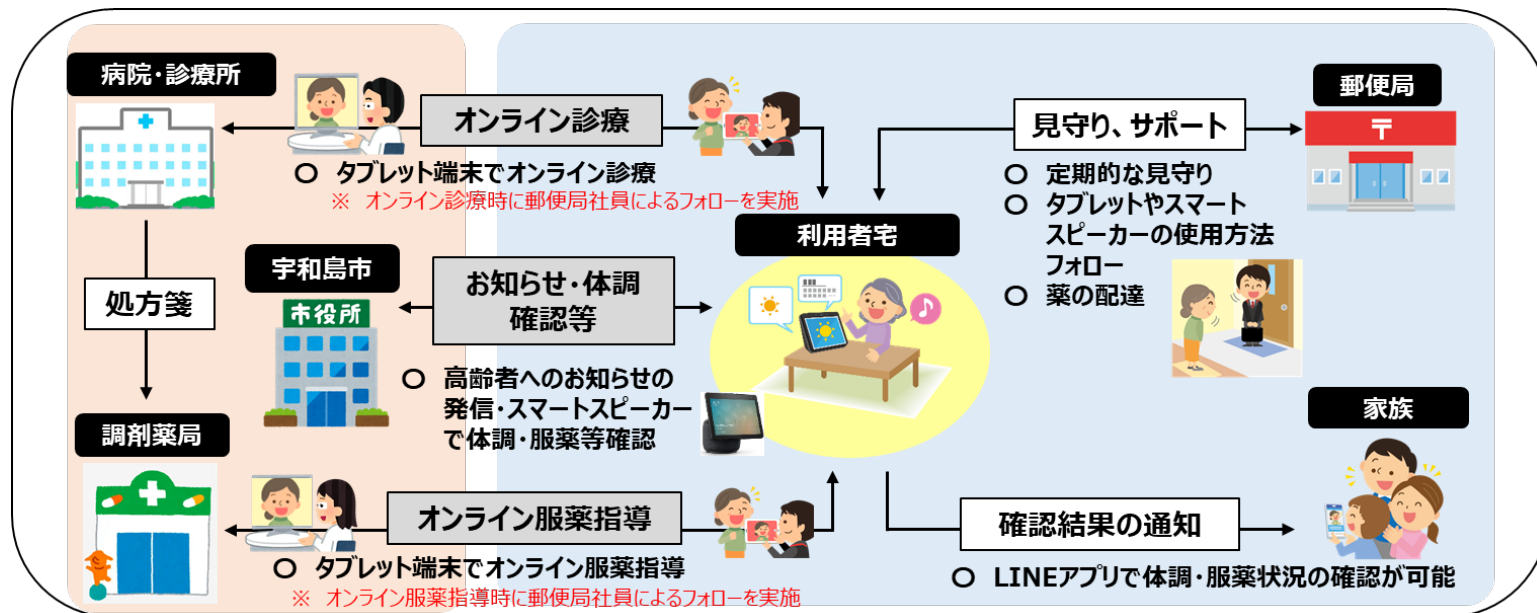 病院・診療所
オンライン診療
○ タブレット端末でオンライン診療
※ オンライン診療時に郵便局社員によるフォローを実施
見守り、サポート
郵便局
〒
○ 定期的な見守り
○ タブレットやスマート
スピーカーの使用方法
フォロー
○ 薬の配達
利用者宅
処方箋
宇和島市
市役所
お知らせ・体調
確認等
○ 高齢者へのお知らせの
発信・スマートスピーカー
で体調・服薬等確認
調剤薬局
オンライン服薬指導
○ タブレット端末でオンライン服薬指導
※ オンライン服薬指導時に郵便局社員によるフォローを実施
家族
確認結果の通知
○ LINEアプリで体調・服薬状況の確認が可能